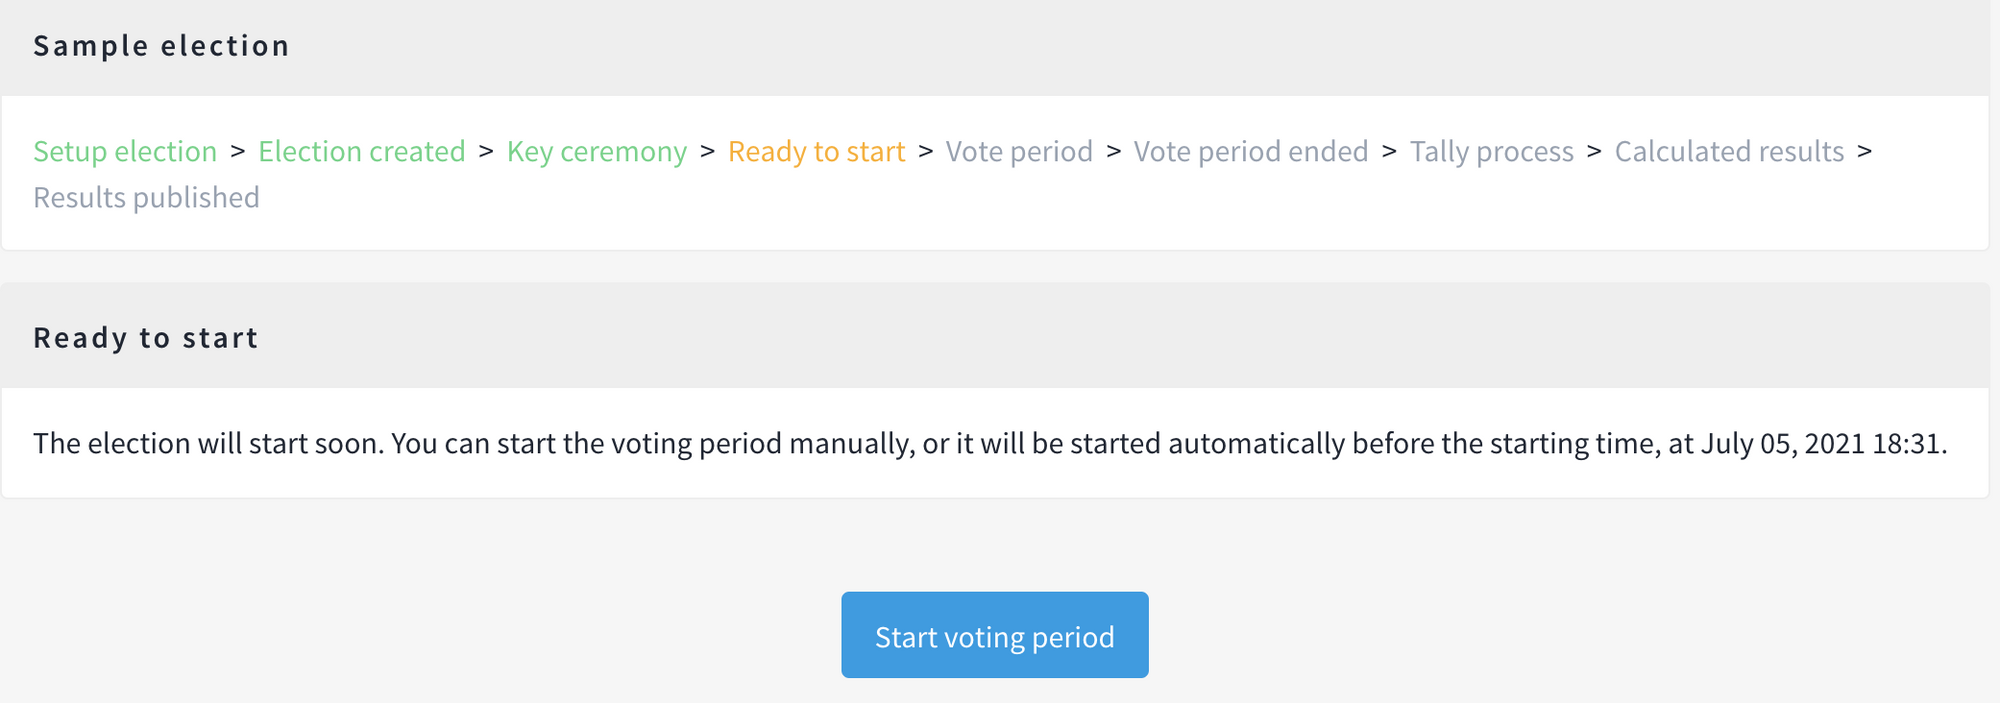 Sample election
Setup election > Election created > Key ceremony > Ready to start > Vote period > Vote period ended > Tally process > Calculated results >
Results published
Ready to start
The election will start soon. You can start the voting period manually, or it will be started automatically before the starting time, at July 05, 2021 18:31.
Start voting period